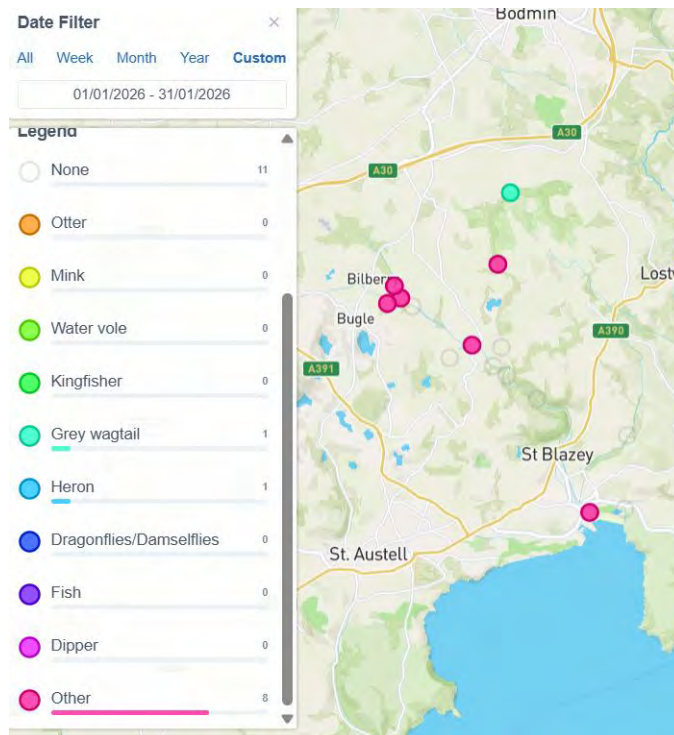 Date Filter ×
All Week Month Year Custom
01/01/2026 - 31/01/2026
Legend
None 11
Otter 0
Mink 0
Water vole 0
Kingfisher 0
Grey wagtail 1
Heron 1
Dragonflies/Damselflies 0
Fish 0
Dipper 0
Other 8
Bodmin
A30
A30
Bugle
A390
A391
St Blazey
St. Austell